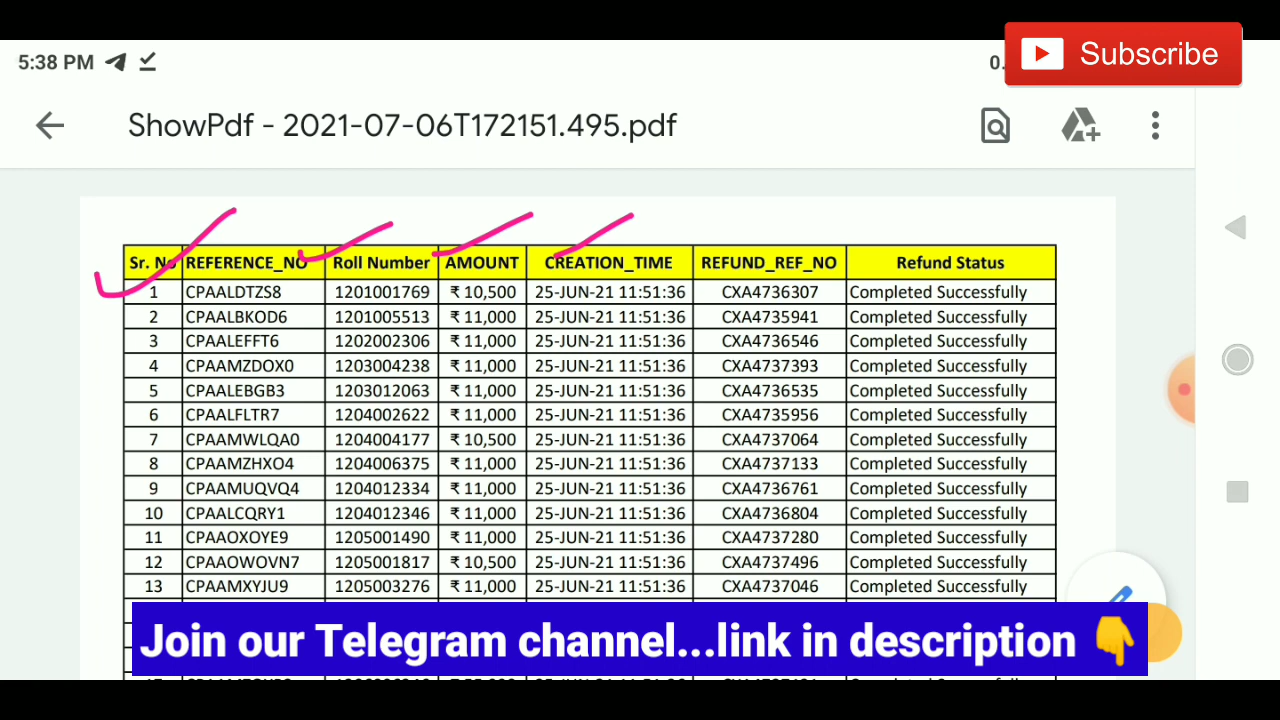 5:38 PM
0.
Subscribe
ShowPdf - 2021-07-06T172151.495.pdf
Sr. No REFERENCE_NO Roll Number AMOUNT CREATION_TIME REFUND_REF_NO Refund Status
1 CPAALDTZS8 1201001769 ₹ 10,500 25-JUN-21 11:51:36 CXA4736307 Completed Successfully
2 CPAALBKOD6 1201005513 ₹ 11,000 25-JUN-21 11:51:36 CXA4735941 Completed Successfully
3 CPAALEFFT6 1202002306 ₹ 11,000 25-JUN-21 11:51:36 CXA4736546 Completed Successfully
4 CPAAMZDOX0 1203004238 ₹ 11,000 25-JUN-21 11:51:36 CXA4737393 Completed Successfully
5 CPAALEBGB3 1203012063 ₹ 11,000 25-JUN-21 11:51:36 CXA4736535 Completed Successfully
6 CPAALFLTR7 1204002622 ₹ 11,000 25-JUN-21 11:51:36 CXA4735956 Completed Successfully
7 CPAAMWLQA0 1204004177 ₹ 10,500 25-JUN-21 11:51:36 CXA4737064 Completed Successfully
8 CPAAMZHXO4 1204006375 ₹ 11,000 25-JUN-21 11:51:36 CXA4737133 Completed Successfully
9 CPAAMUQVQ4 1204012334 ₹ 11,000 25-JUN-21 11:51:36 CXA4736761 Completed Successfully
10 CPAALCQRY1 1204012346 ₹ 11,000 25-JUN-21 11:51:36 CXA4736804 Completed Successfully
11 CPAAOXOYE9 1205001490 ₹ 11,000 25-JUN-21 11:51:36 CXA4737280 Completed Successfully
12 CPAAOWOVN7 1205001817 ₹ 10,500 25-JUN-21 11:51:36 CXA4737496 Completed Successfully
13 CPAAMXYJU9 1205003276 ₹ 11,000 25-JUN-21 11:51:36 CXA4737046 Completed Successfully
Join our Telegram channel...link in description 👇